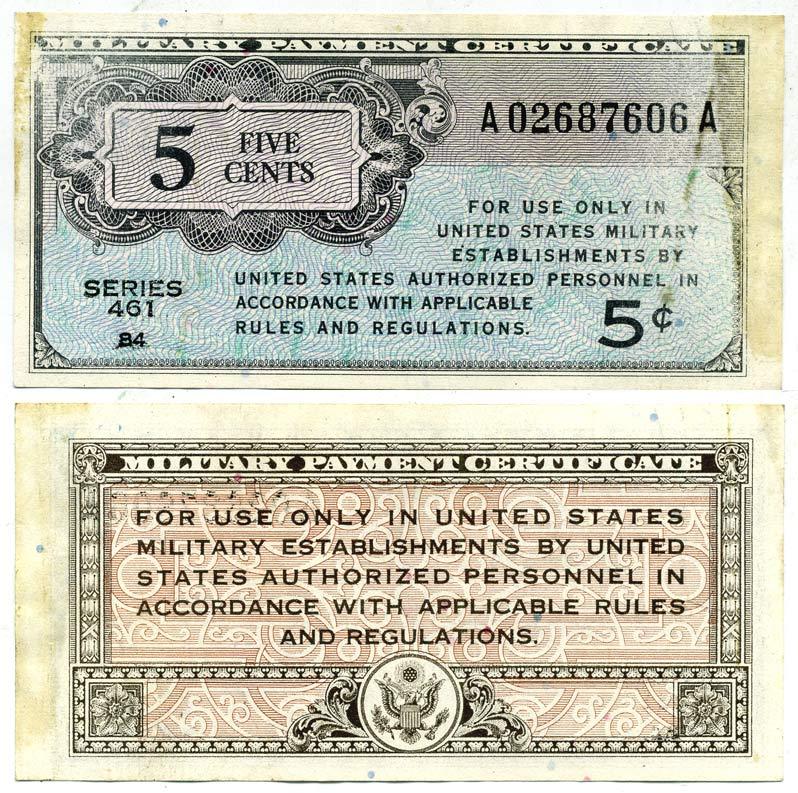 MILITARY PAYMENT CERTIFICATE
A02687606A
5 FIVE
CENTS
FOR USE ONLY IN
UNITED STATES MILITARY
ESTABLISHMENTS BY
UNITED STATES AUTHORIZED PERSONNEL IN
ACCORDANCE WITH APPLICABLE
RULES AND REGULATIONS.
SERIES
461
84
5¢
MILITARY PAYMENT CERTIFICATE
FOR USE ONLY IN UNITED STATES
MILITARY ESTABLISHMENTS BY UNITED
STATES AUTHORIZED PERSONNEL IN
ACCORDANCE WITH APPLICABLE RULES
AND REGULATIONS.